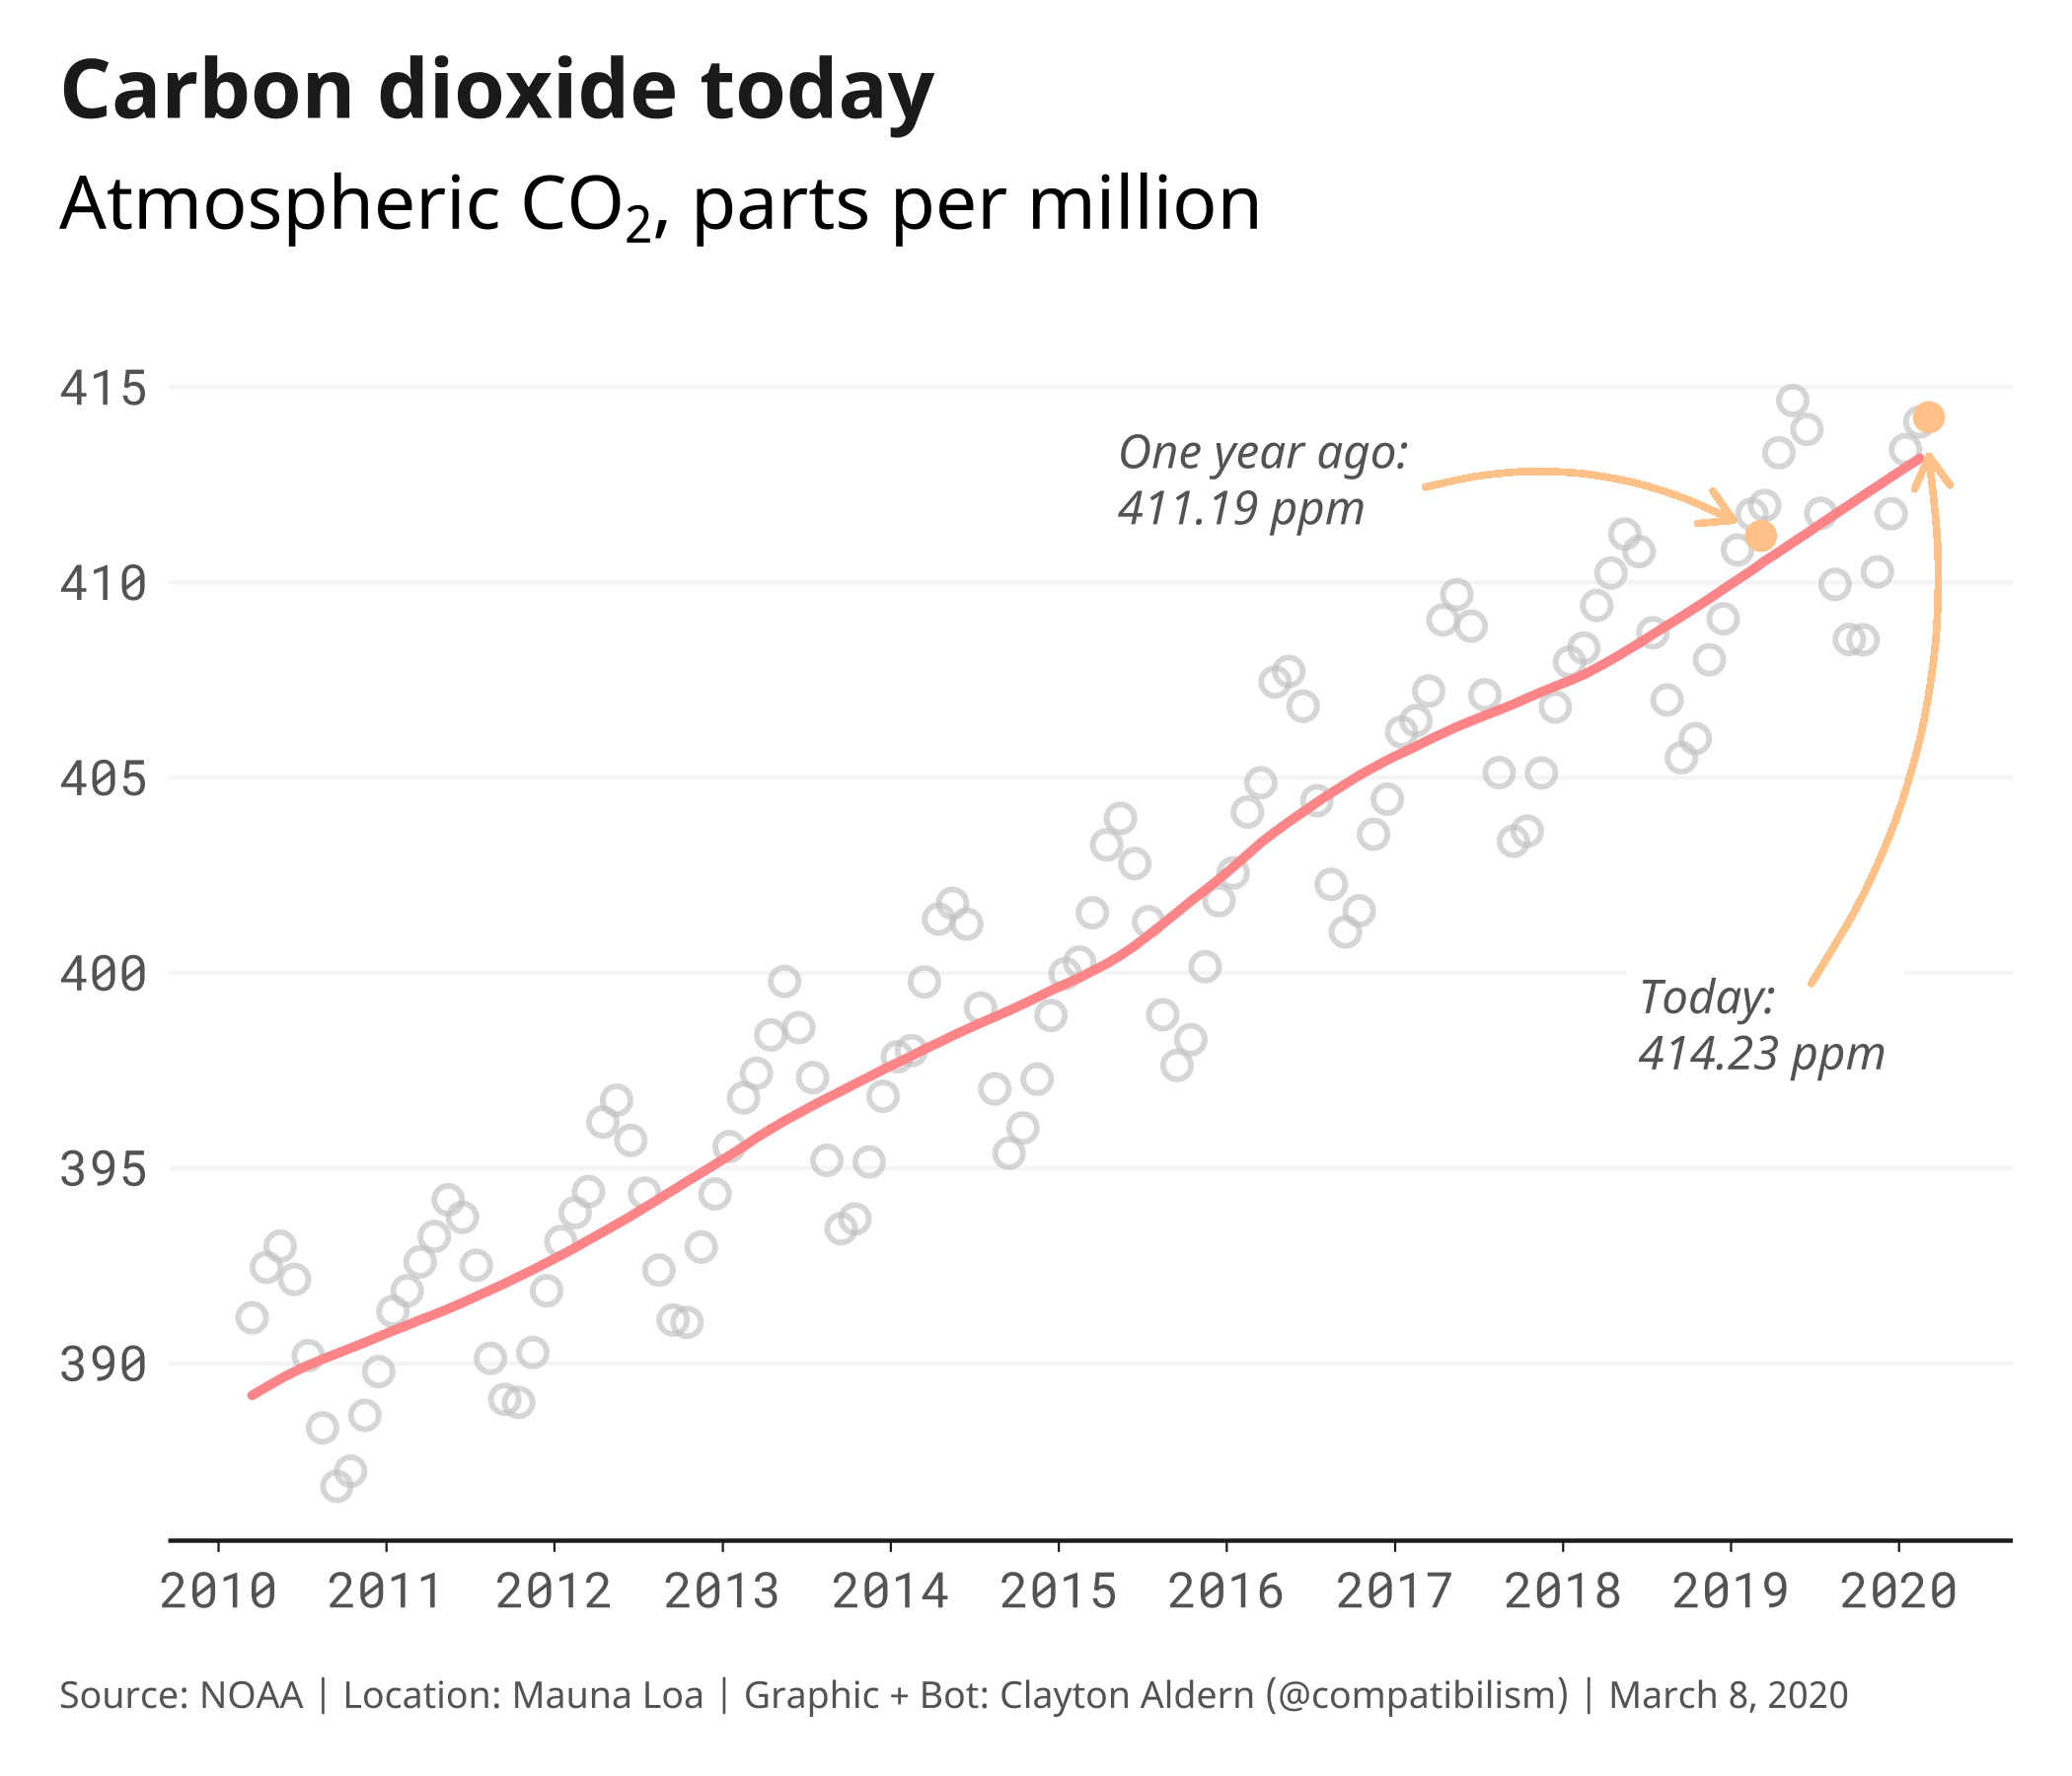 Carbon dioxide today
Atmospheric CO₂, parts per million
415
One year ago:
411.19 ppm
410
405
400
Today:
414.23 ppm
395
390
2010 2011 2012 2013 2014 2015 2016 2017 2018 2019 2020
Source: NOAA | Location: Mauna Loa | Graphic + Bot: Clayton Aldern (@compatibilism) | March 8, 2020